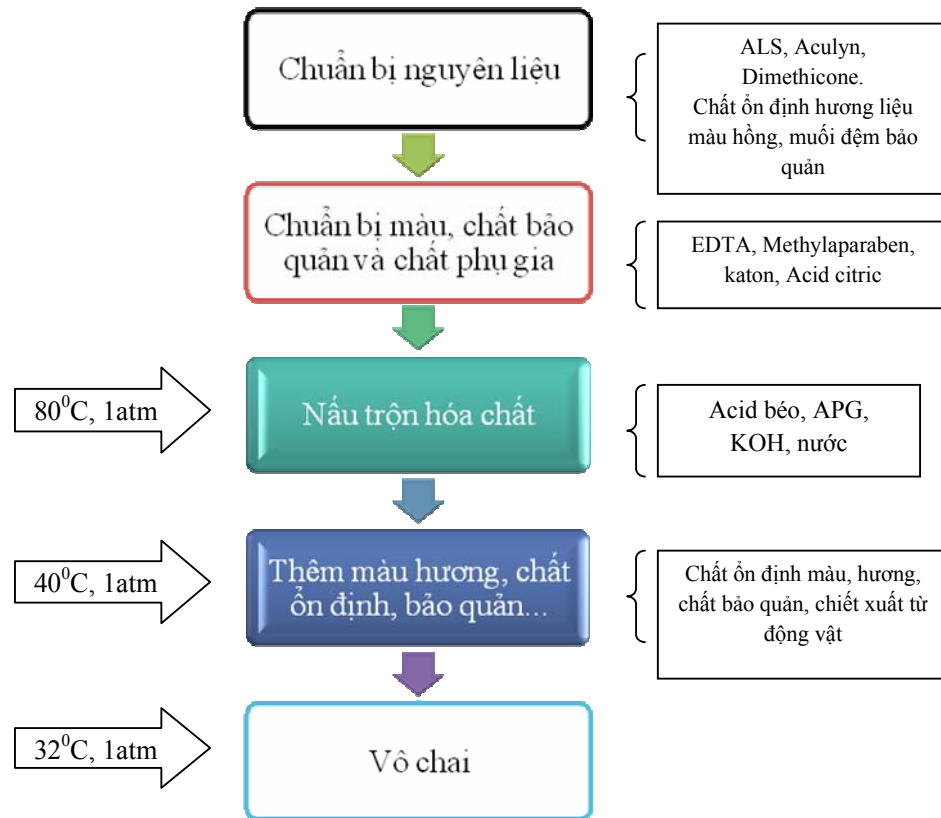 Chuẩn bị nguyên liệu
ALS, Aculyn,
Dimethicone.
Chất ổn định hương liệu
màu hồng, muối đệm bảo
quản
Chuẩn bị màu, chất bảo
quản và chất phụ gia
EDTA, Methylaparaben,
katon, Acid citric
80⁰C, 1atm
Nấu trộn hóa chất
Acid béo, APG,
KOH, nước
40⁰C, 1atm
Thêm màu hương, chất
ổn định, bảo quản...
Chất ổn định màu, hương,
chất bảo quản, chiết xuất từ
động vật
32⁰C, 1atm
Vô chai